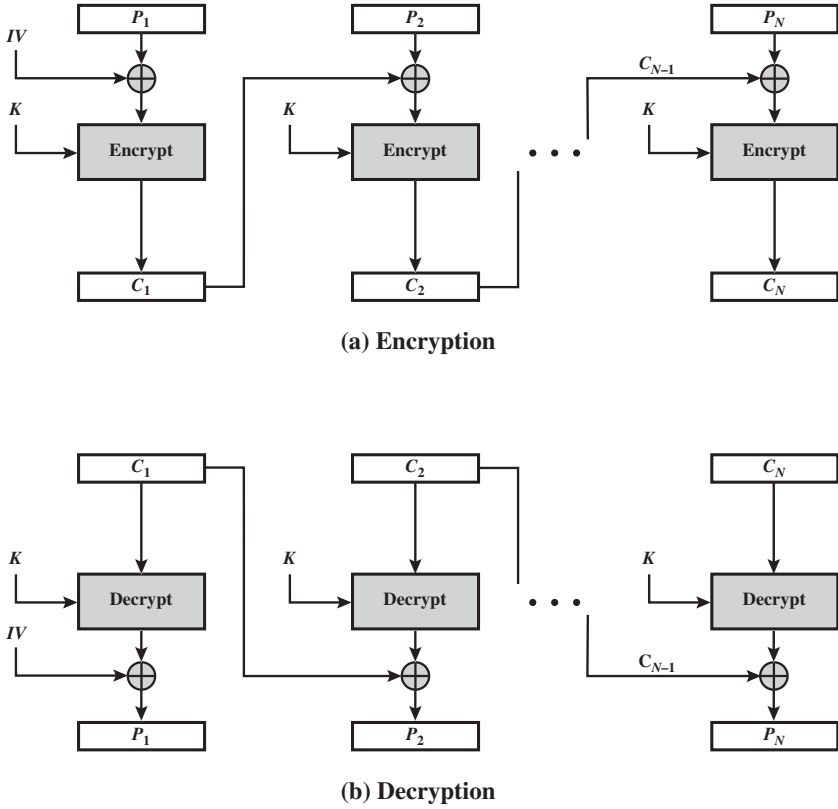 P1 P2 PN
IV
CN–1
K K K
Encrypt Encrypt Encrypt
C1 C2 CN
(a) Encryption
C1 C2 CN
K K K
Decrypt Decrypt Decrypt
IV
CN–1
P1 P2 PN
(b) Decryption